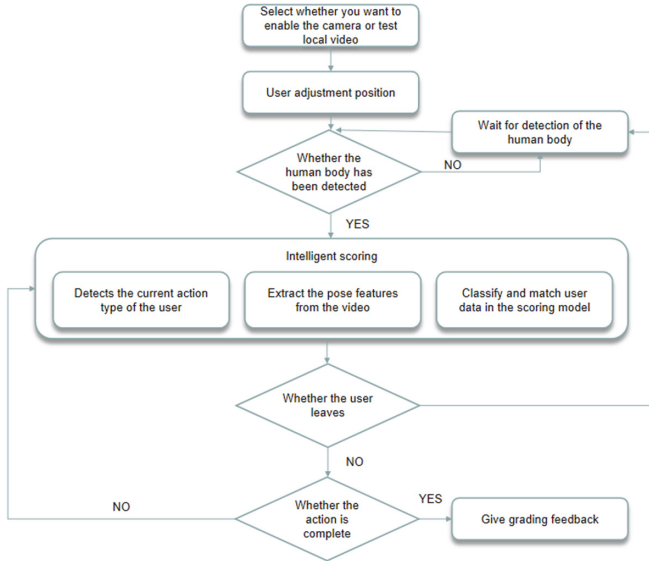 Select whether you want to
enable the camera or test
local video
User adjustment position
Wait for detection of the
human body
Whether the
human body has
been detected
NO
YES
Intelligent scoring
Detects the current action
type of the user
Extract the pose features
from the video
Classify and match user
data in the scoring model
Whether the user
leaves
NO
NO
Whether the
action is
complete
YES
Give grading feedback